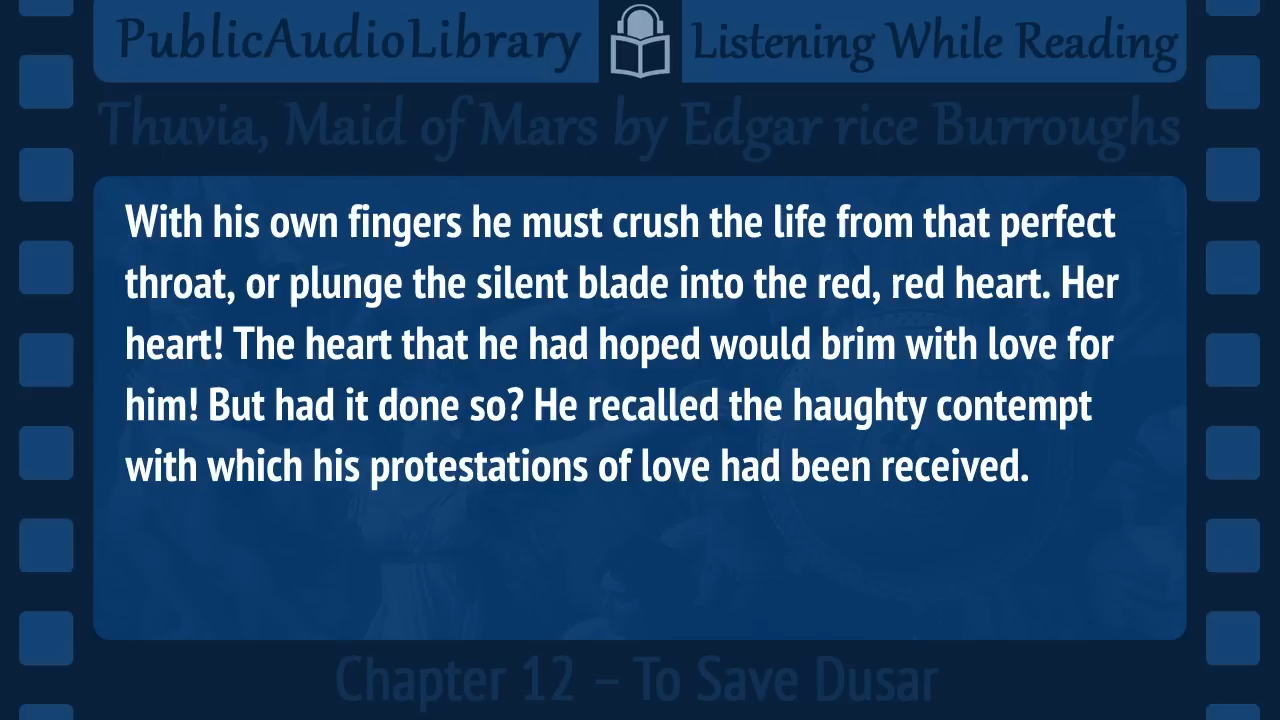 PublicAudioLibrary Listening While Reading
Thuvia, Maid of Mars by Edgar rice Burroughs
With his own fingers he must crush the life from that perfect
throat, or plunge the silent blade into the red, red heart. Her
heart! The heart that he had hoped would brim with love for
him! But had it done so? He recalled the haughty contempt
with which his protestations of love had been received.
Chapter 12 – To Save Dusar